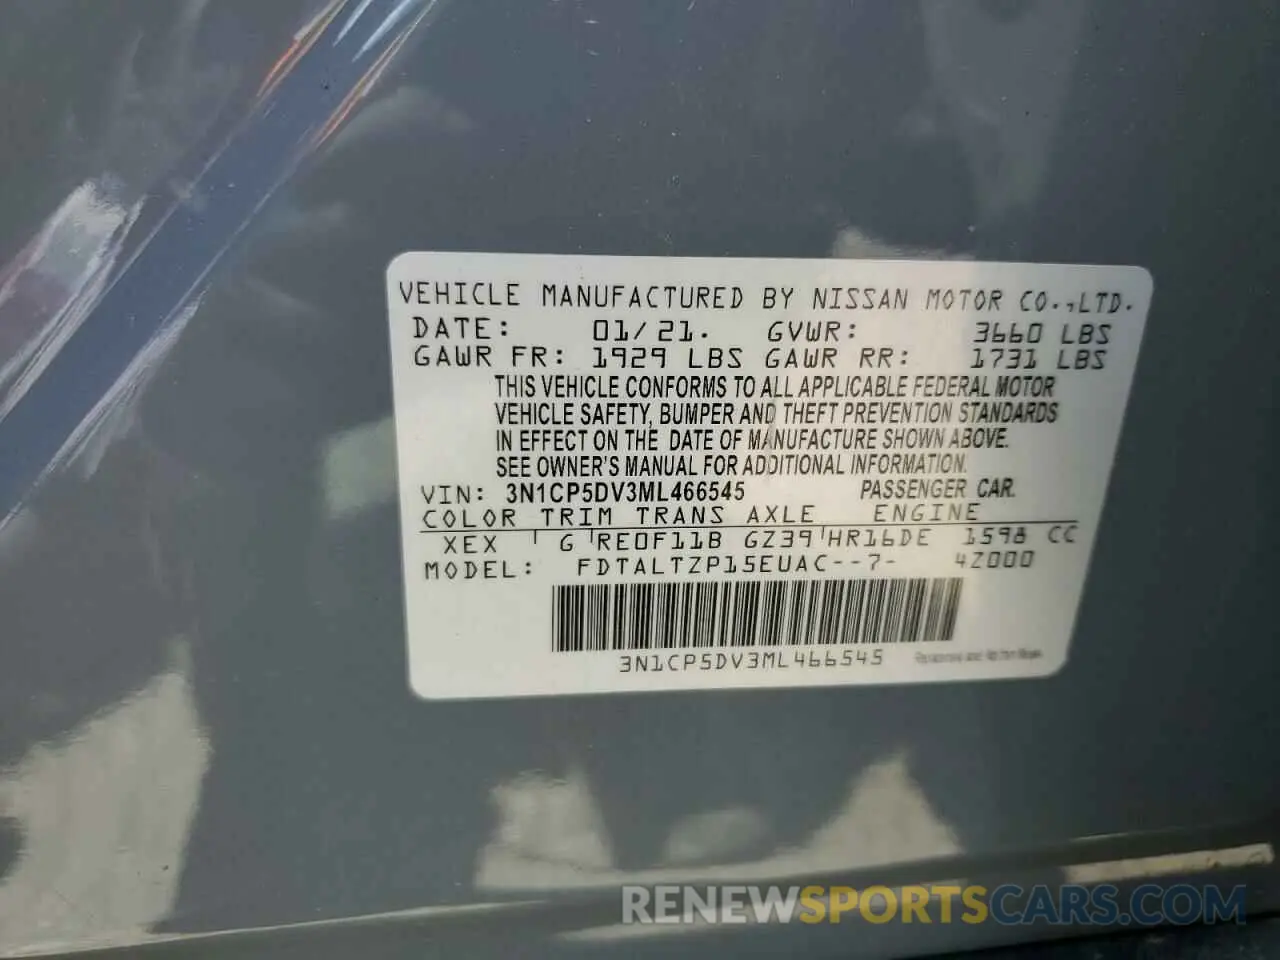 VEHICLE MANUFACTURED BY NISSAN MOTOR CO.,LTD.
DATE: 01/21. GVWR: 3660 LBS
GAWR FR: 1929 LBS GAWR RR: 1731 LBS
THIS VEHICLE CONFORMS TO ALL APPLICABLE FEDERAL MOTOR
VEHICLE SAFETY, BUMPER AND THEFT PREVENTION STANDARDS
IN EFFECT ON THE DATE OF MANUFACTURE SHOWN ABOVE.
SEE OWNER'S MANUAL FOR ADDITIONAL INFORMATION.
VIN: 3N1CP5DV3ML466545 PASSENGER CAR.
COLOR TRIM TRANS AXLE ENGINE
XEX G RE0F11B GZ39 HR16DE 1598 CC
MODEL: FDTALTZP15EUAC--7- 4Z000
3N1CP5DV3ML466545
RENEWSPORTSCARS.COM